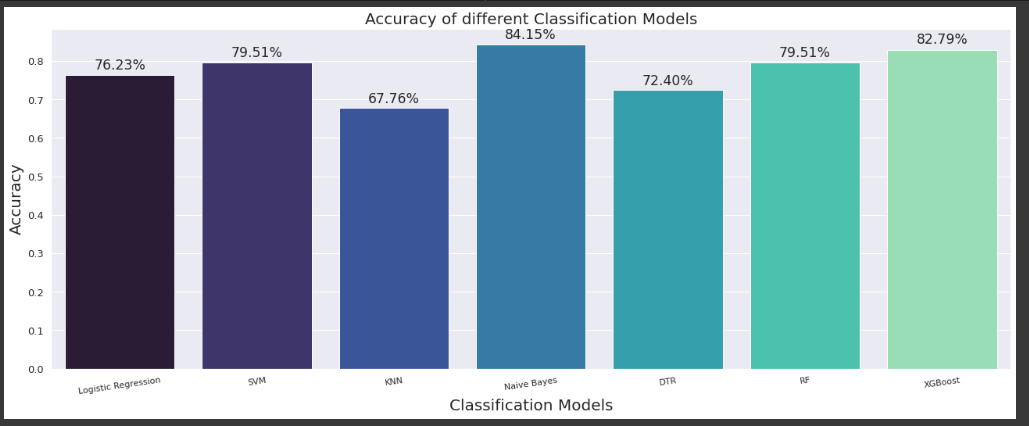 Accuracy of different Classification Models
84.15%
82.79%
79.51%
79.51%
76.23%
72.40%
67.76%
0.8
0.7
0.6
0.5
0.4
0.3
0.2
0.1
0.0
Accuracy
Logistic Regression
SVM
KNN
Naive Bayes
DTR
RF
XGBoost
Classification Models